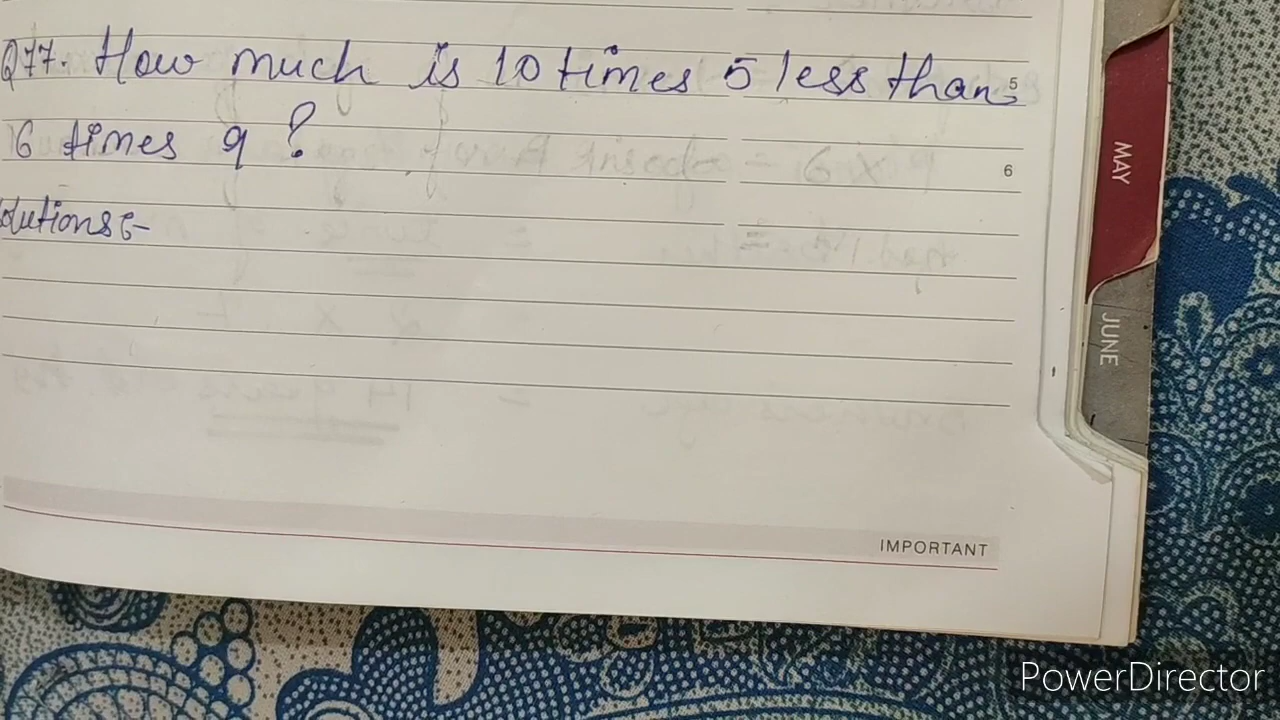 Q77. How much is 10 times 5 less than
5
6 times 9?
6
Solutions:-
MAY
JUNE
IMPORTANT
PowerDirector